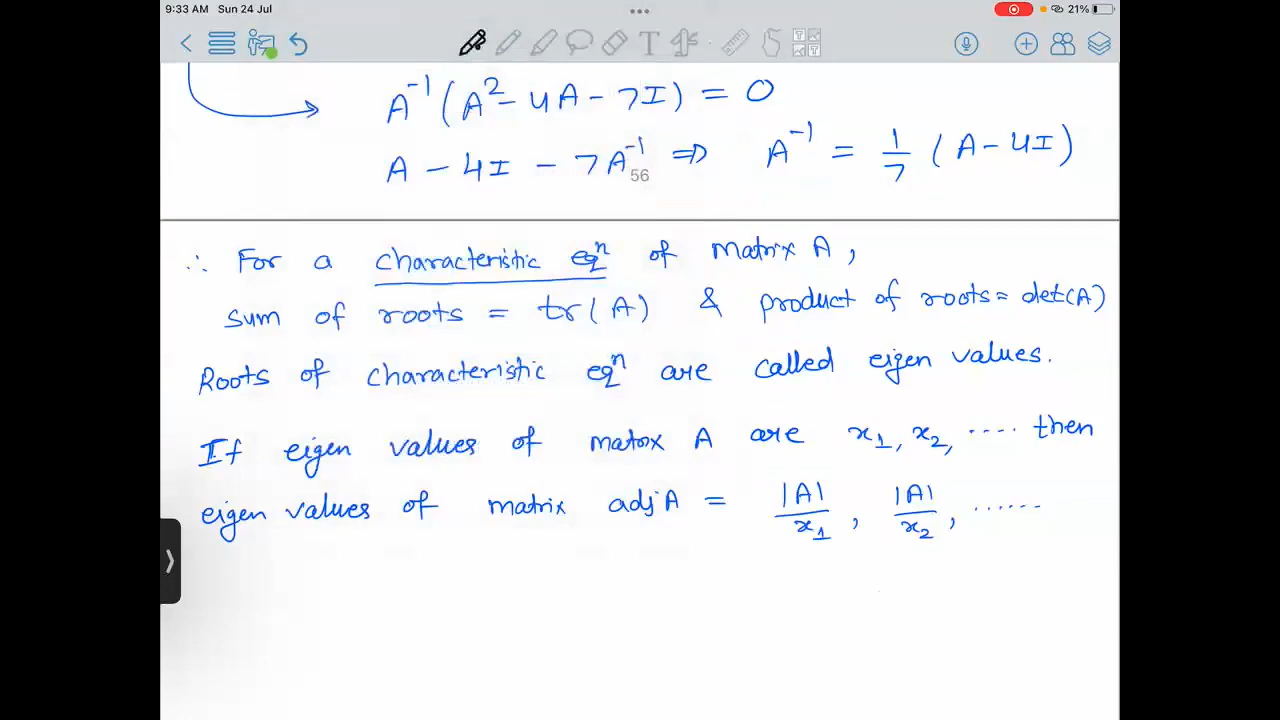 9:33 AM Sun 24 Jul
21%
A⁻¹ (A² - 4A - 7I) = 0
A - 4I - 7A⁻¹ ⇒ A⁻¹ = 1/7 (A - 4I)
56
∴ For a characteristic eqⁿ of matrix A,
sum of roots = tr(A) & product of roots = det(A)
Roots of characteristic eqⁿ are called eigen values.
If eigen values of matrix A are x₁, x₂, .... then
eigen values of matrix adj A = |A|/x₁, |A|/x₂, ......